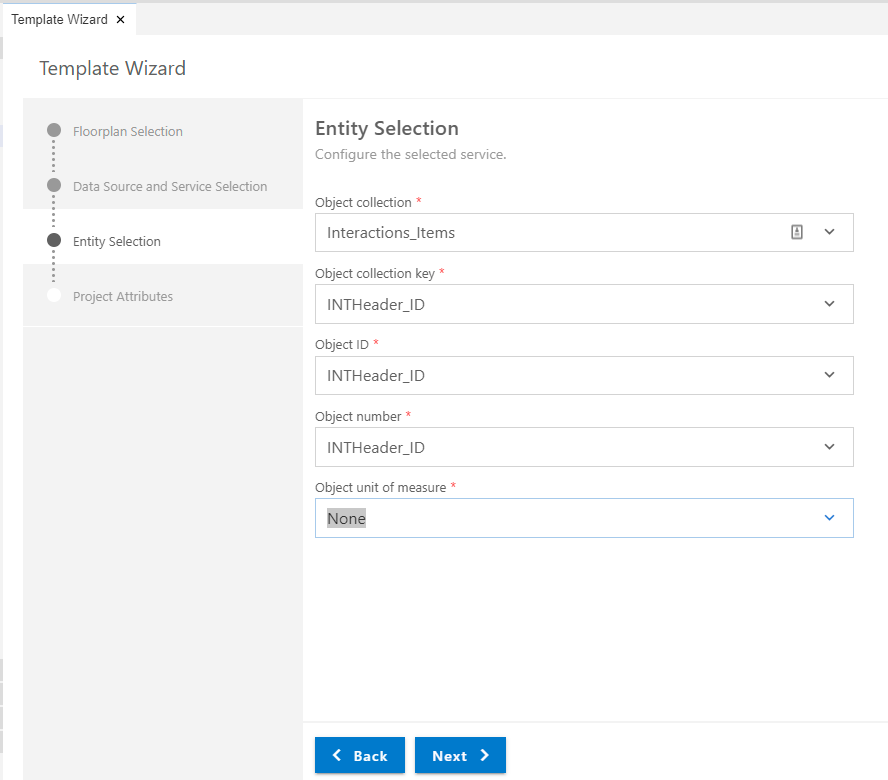 Template Wizard ×
Template Wizard
Floorplan Selection
Data Source and Service Selection
Entity Selection
Project Attributes
Entity Selection
Configure the selected service.
Object collection *
Interactions_Items
Object collection key *
INTHeader_ID
Object ID *
INTHeader_ID
Object number *
INTHeader_ID
Object unit of measure *
None
Back
Next